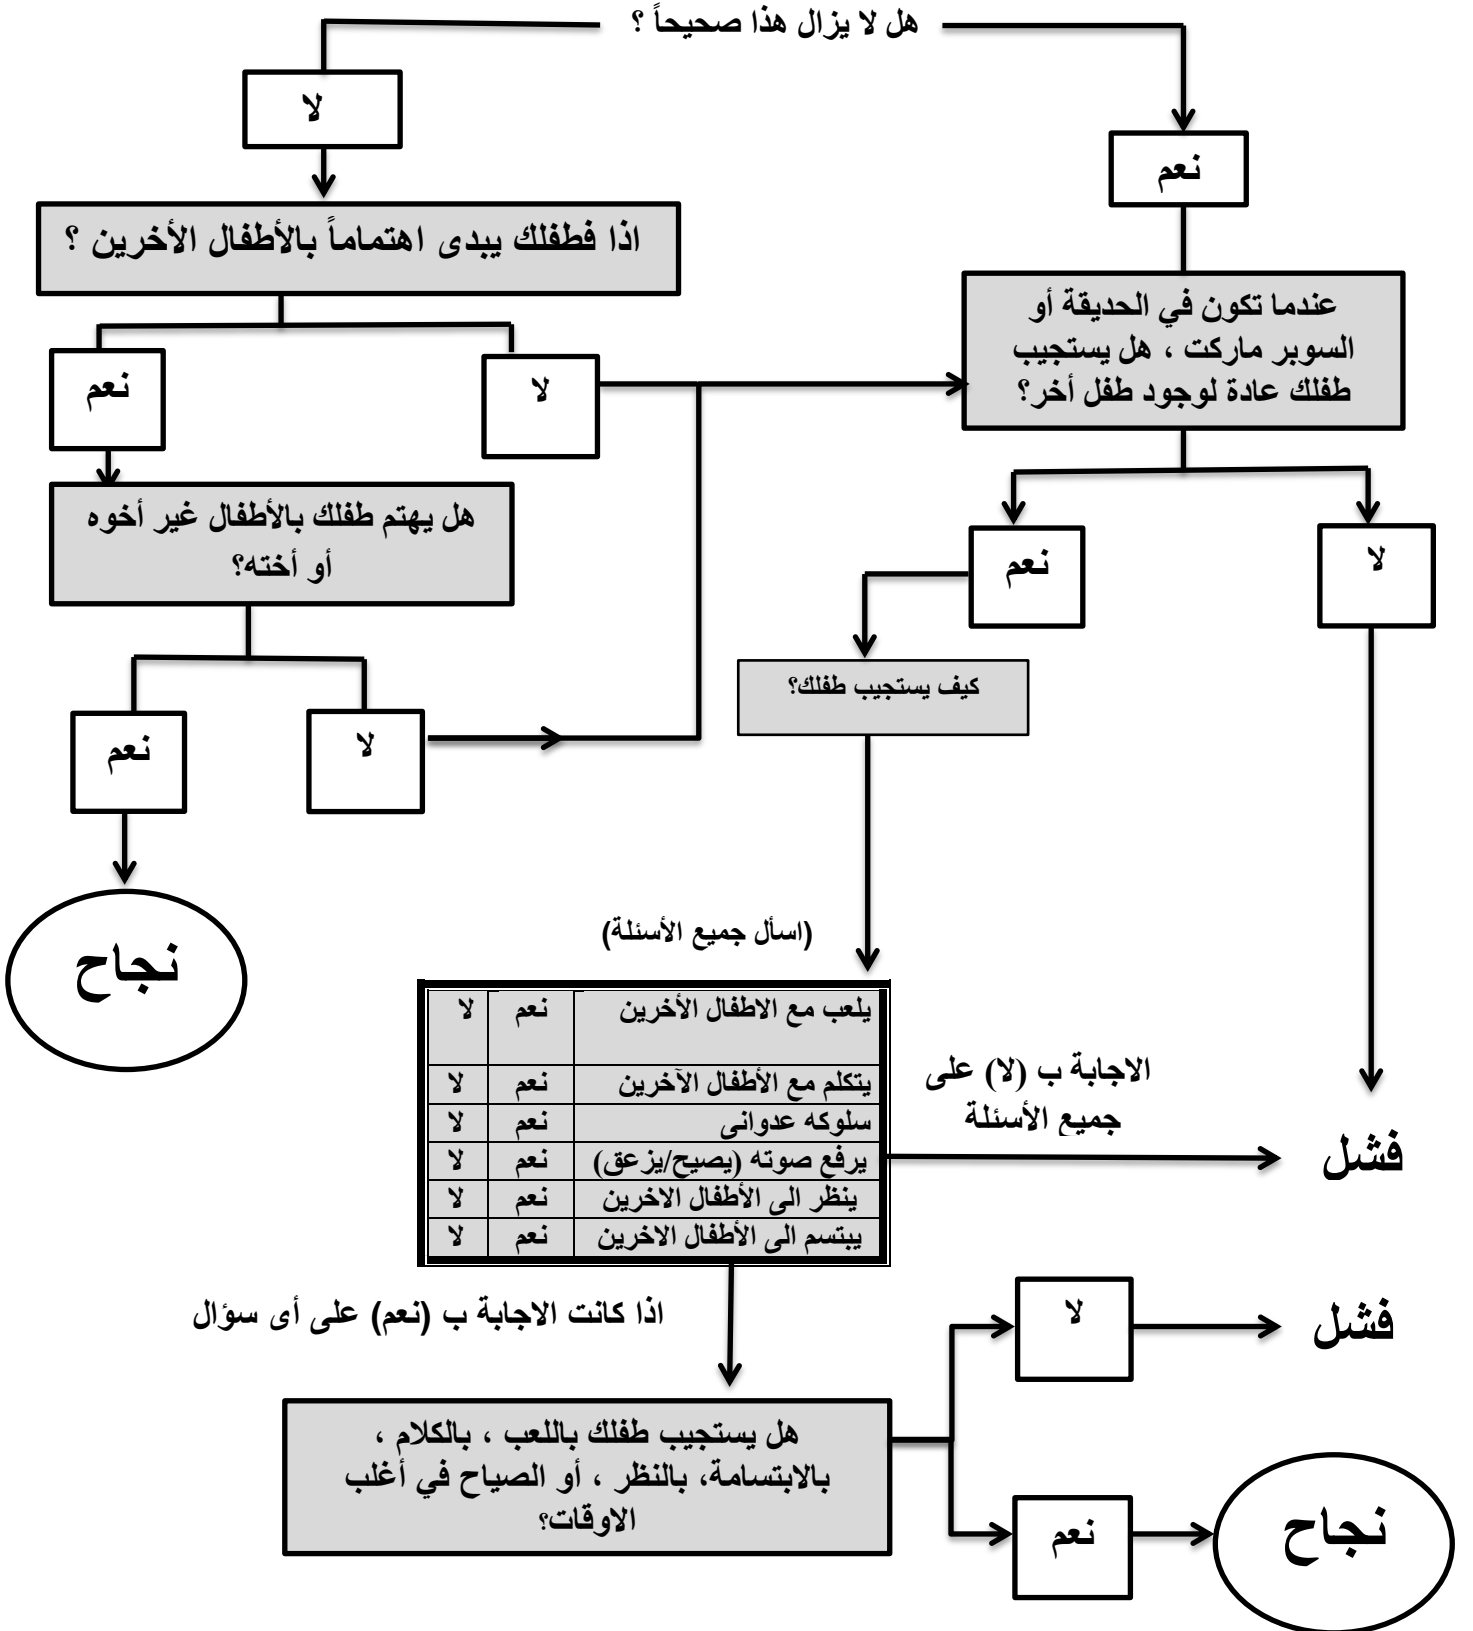 هل لا يزال هذا صحيحاً ؟
نعم
لا
اذا فطفلك يبدى اهتماماً بالأطفال الأخرين ؟
عندما تكون في الحديقة أو
السوبر ماركت ، هل يستجيب
طفلك عادة لوجود طفل أخر؟
لا
نعم
هل يهتم طفلك بالأطفال غير أخوه
أو أخته؟
لا
نعم
كيف يستجيب طفلك؟
لا
نعم
نجاح
(اسأل جميع الأسئلة)
يلعب مع الاطفال الأخرين نعم لا
يتكلم مع الأطفال الآخرين نعم لا
سلوكه عدوانى نعم لا
يرفع صوته (يصيح/يزعق) نعم لا
ينظر الى الأطفال الاخرين نعم لا
يبتسم الى الأطفال الاخرين نعم لا
الاجابة ب (لا) على
جميع الأسئلة
فشل
اذا كانت الاجابة ب (نعم) على أى سؤال
لا
فشل
هل يستجيب طفلك باللعب ، بالكلام ،
بالابتسامة، بالنظر ، أو الصياح في أغلب
الاوقات؟
نعم
نجاح